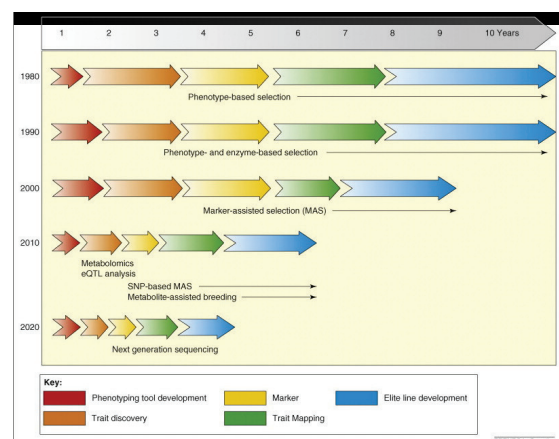 1 2 3 4 5 6 7 8 9 10 Years
1980
Phenotype-based selection
1990
Phenotype- and enzyme-based selection
2000
Marker-assisted selection (MAS)
2010
Metabolomics
eQTL analysis
SNP-based MAS
Metabolite-assisted breeding
2020
Next generation sequencing
Key:
Phenotyping tool development Marker Elite line development
Trait discovery Trait Mapping